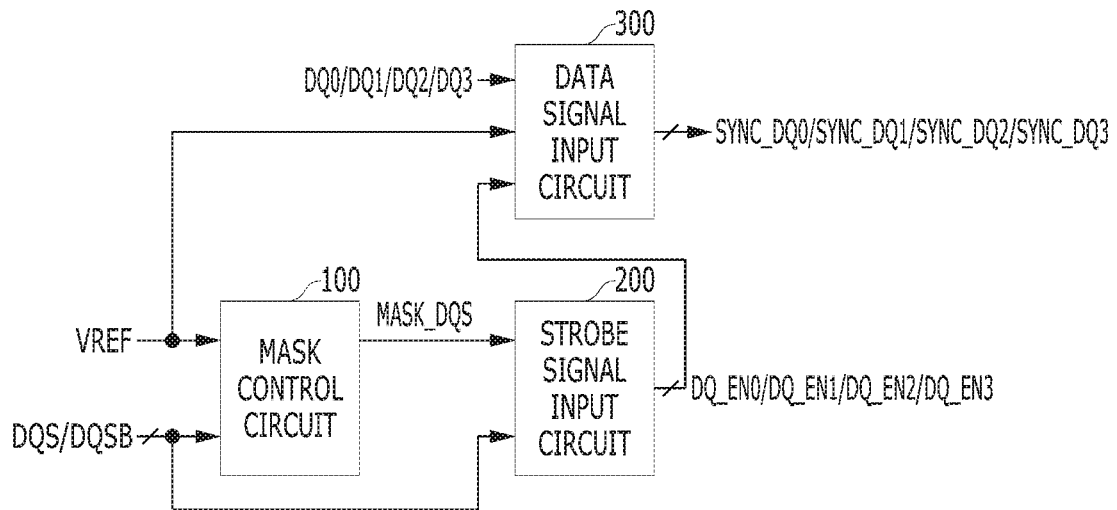 300
DQ0/DQ1/DQ2/DQ3
DATA
SIGNAL
INPUT
CIRCUIT
SYNC_DQ0/SYNC_DQ1/SYNC_DQ2/SYNC_DQ3
100
200
MASK_DQS
VREF
MASK
CONTROL
CIRCUIT
STROBE
SIGNAL
INPUT
CIRCUIT
DQ_EN0/DQ_EN1/DQ_EN2/DQ_EN3
DQS/DQSB